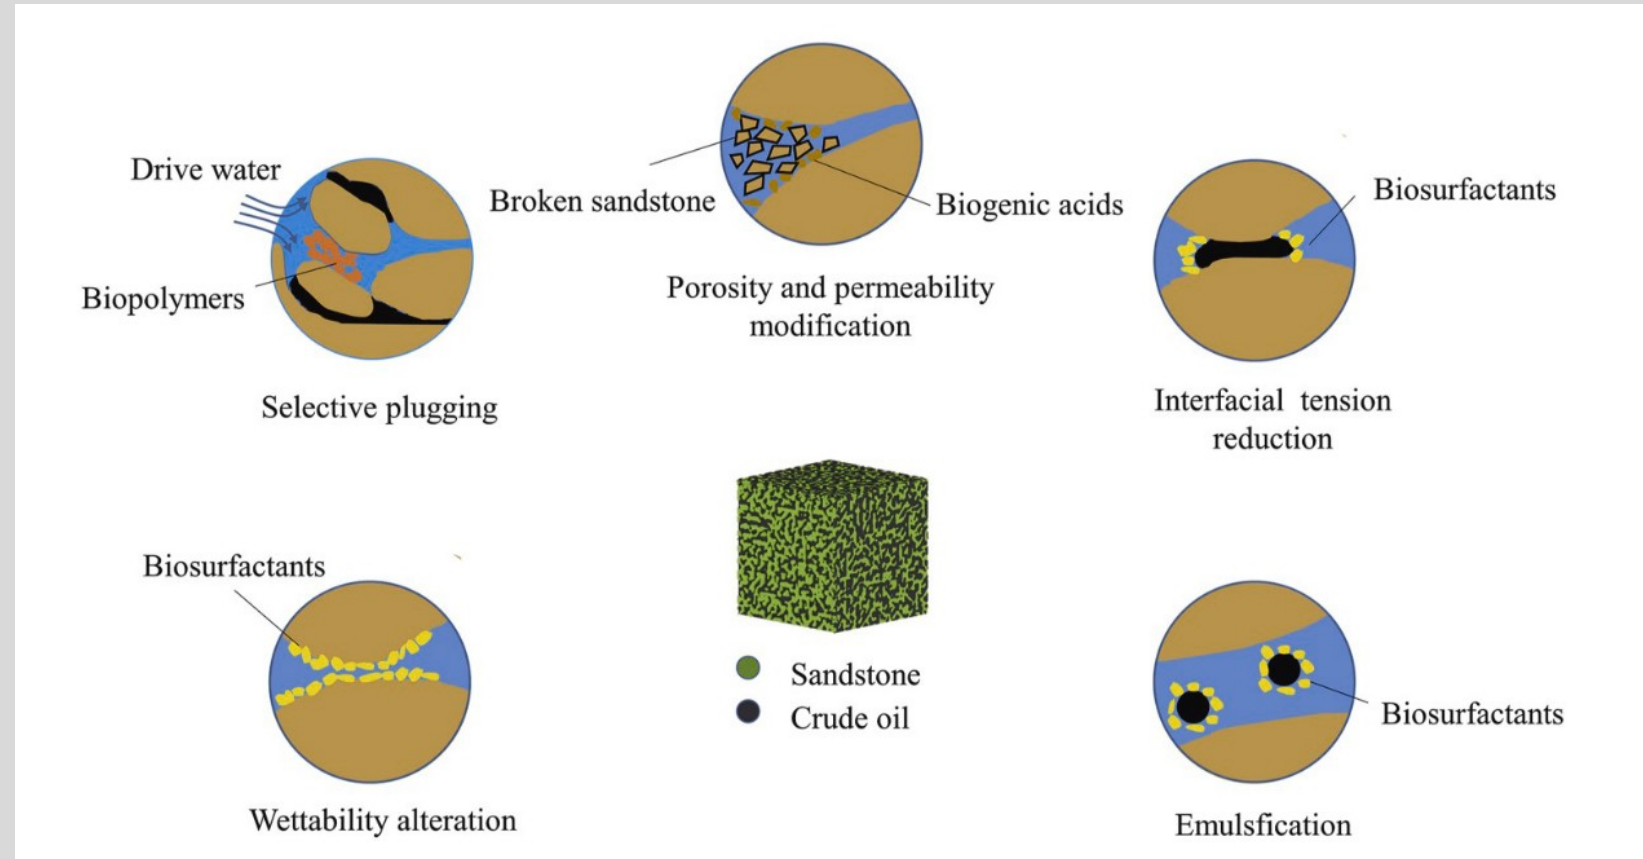 Drive water
Biopolymers
Selective plugging
Broken sandstone
Biogenic acids
Porosity and permeability
modification
Biosurfactants
Interfacial tension
reduction
Biosurfactants
Wettability alteration
Sandstone
Crude oil
Biosurfactants
Emulsfication